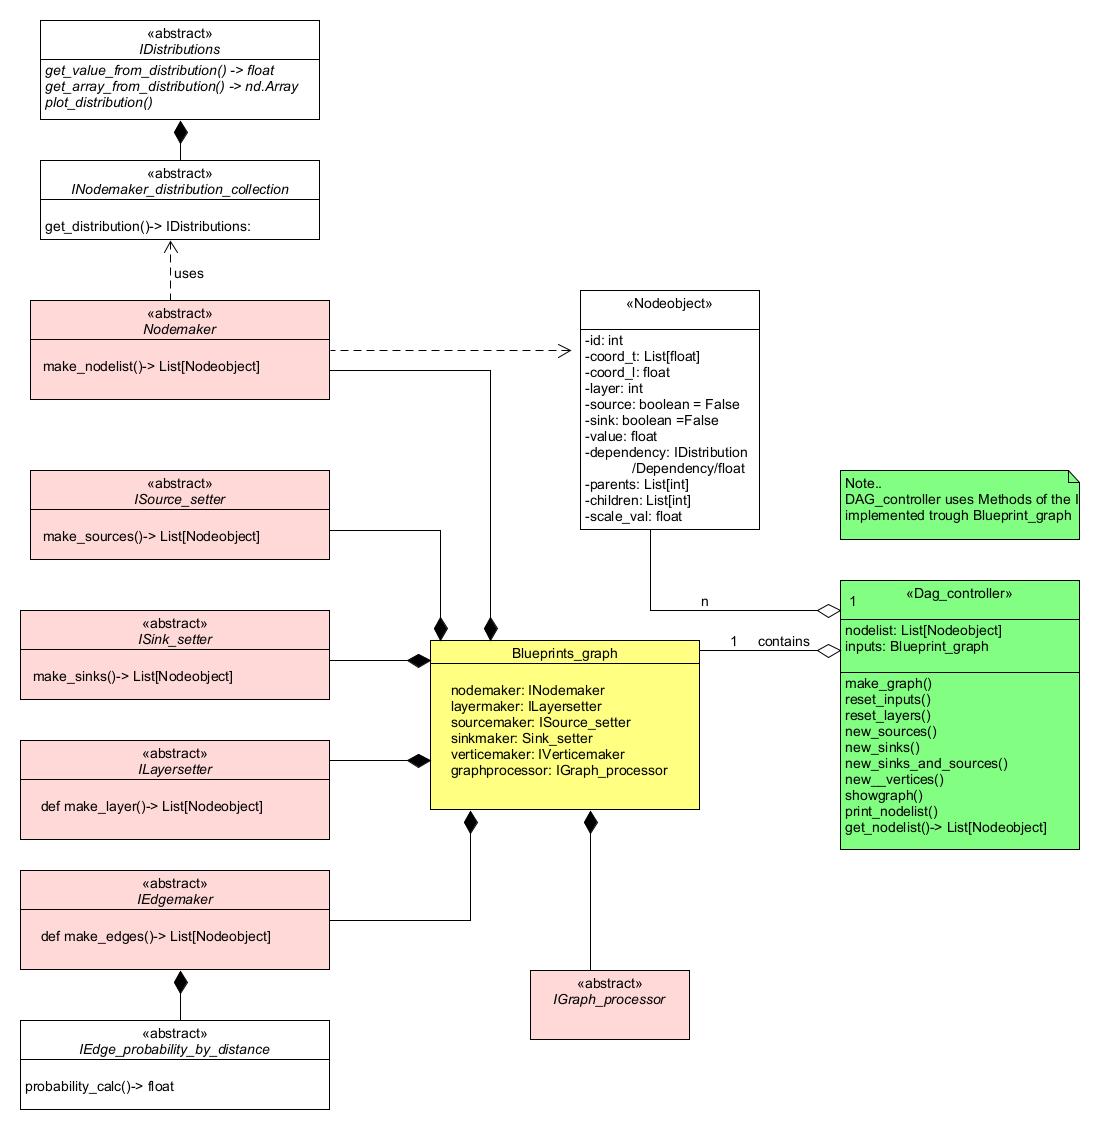 «abstract»
IDistributions
get_value_from_distribution() -> float
get_array_from_distribution() -> nd.Array
plot_distribution()
«abstract»
INodemaker_distribution_collection
get_distribution()-> IDistributions:
uses
«abstract»
Nodemaker
make_nodelist()-> List[Nodeobject]
«Nodeobject»
-id: int
-coord_t: List[float]
-coord_l: float
-layer: int
-source: boolean = False
-sink: boolean =False
-value: float
-dependency: IDistribution
/Dependency/float
-parents: List[int]
-children: List[int]
-scale_val: float
«abstract»
ISource_setter
make_sources()-> List[Nodeobject]
Note..
DAG_controller uses Methods of the I
implemented trough Blueprint_graph
«abstract»
ISink_setter
make_sinks()-> List[Nodeobject]
n
1
1 contains
«Dag_controller»
nodelist: List[Nodeobject]
inputs: Blueprint_graph
make_graph()
reset_inputs()
reset_layers()
new_sources()
new_sinks()
new_sinks_and_sources()
new__vertices()
showgraph()
print_nodelist()
get_nodelist()-> List[Nodeobject]
Blueprints_graph
nodemaker: INodemaker
layermaker: ILayersetter
sourcemaker: ISource_setter
sinkmaker: Sink_setter
verticemaker: IVerticemaker
graphprocessor: IGraph_processor
«abstract»
ILayersetter
def make_layer()-> List[Nodeobject]
«abstract»
IEdgemaker
def make_edges()-> List[Nodeobject]
«abstract»
IGraph_processor
«abstract»
IEdge_probability_by_distance
probability_calc()-> float